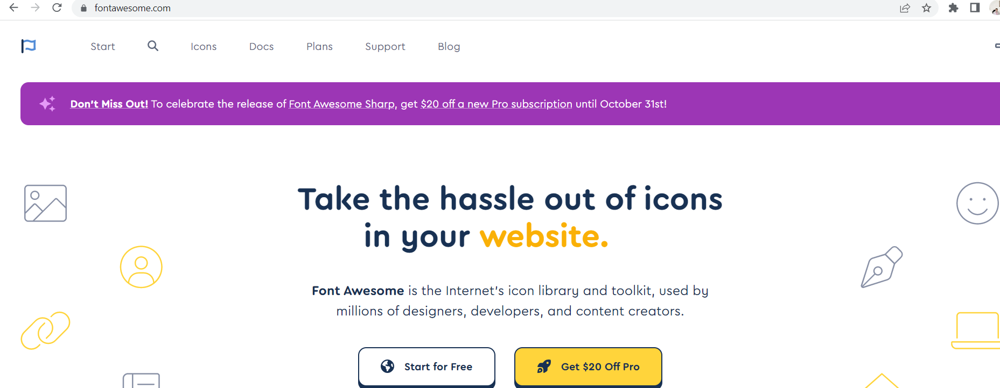 fontawesome.com
Start Icons Docs Plans Support Blog
Don't Miss Out! To celebrate the release of Font Awesome Sharp, get $20 off a new Pro subscription until October 31st!
Take the hassle out of icons
in your website.
Font Awesome is the Internet's icon library and toolkit, used by
millions of designers, developers, and content creators.
Start for Free
Get $20 Off Pro